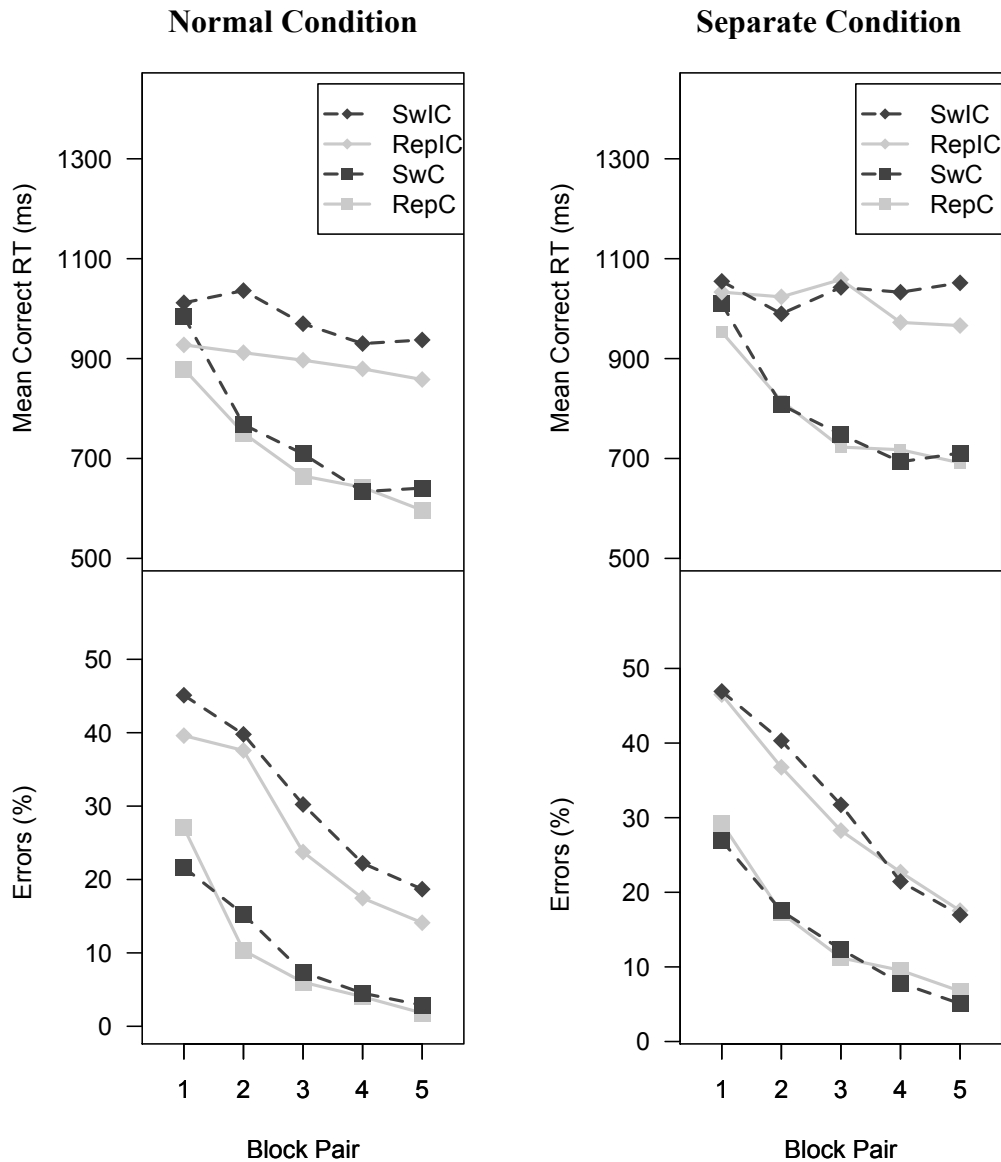 Normal Condition
Separate Condition
Mean Correct RT (ms)
1300
1100
900
700
500
SwIC
RepIC
SwC
RepC
Errors (%)
50
40
30
20
10
0
1 2 3 4 5
Block Pair
Mean Correct RT (ms)
1300
1100
900
700
500
SwIC
RepIC
SwC
RepC
Errors (%)
50
40
30
20
10
0
1 2 3 4 5
Block Pair